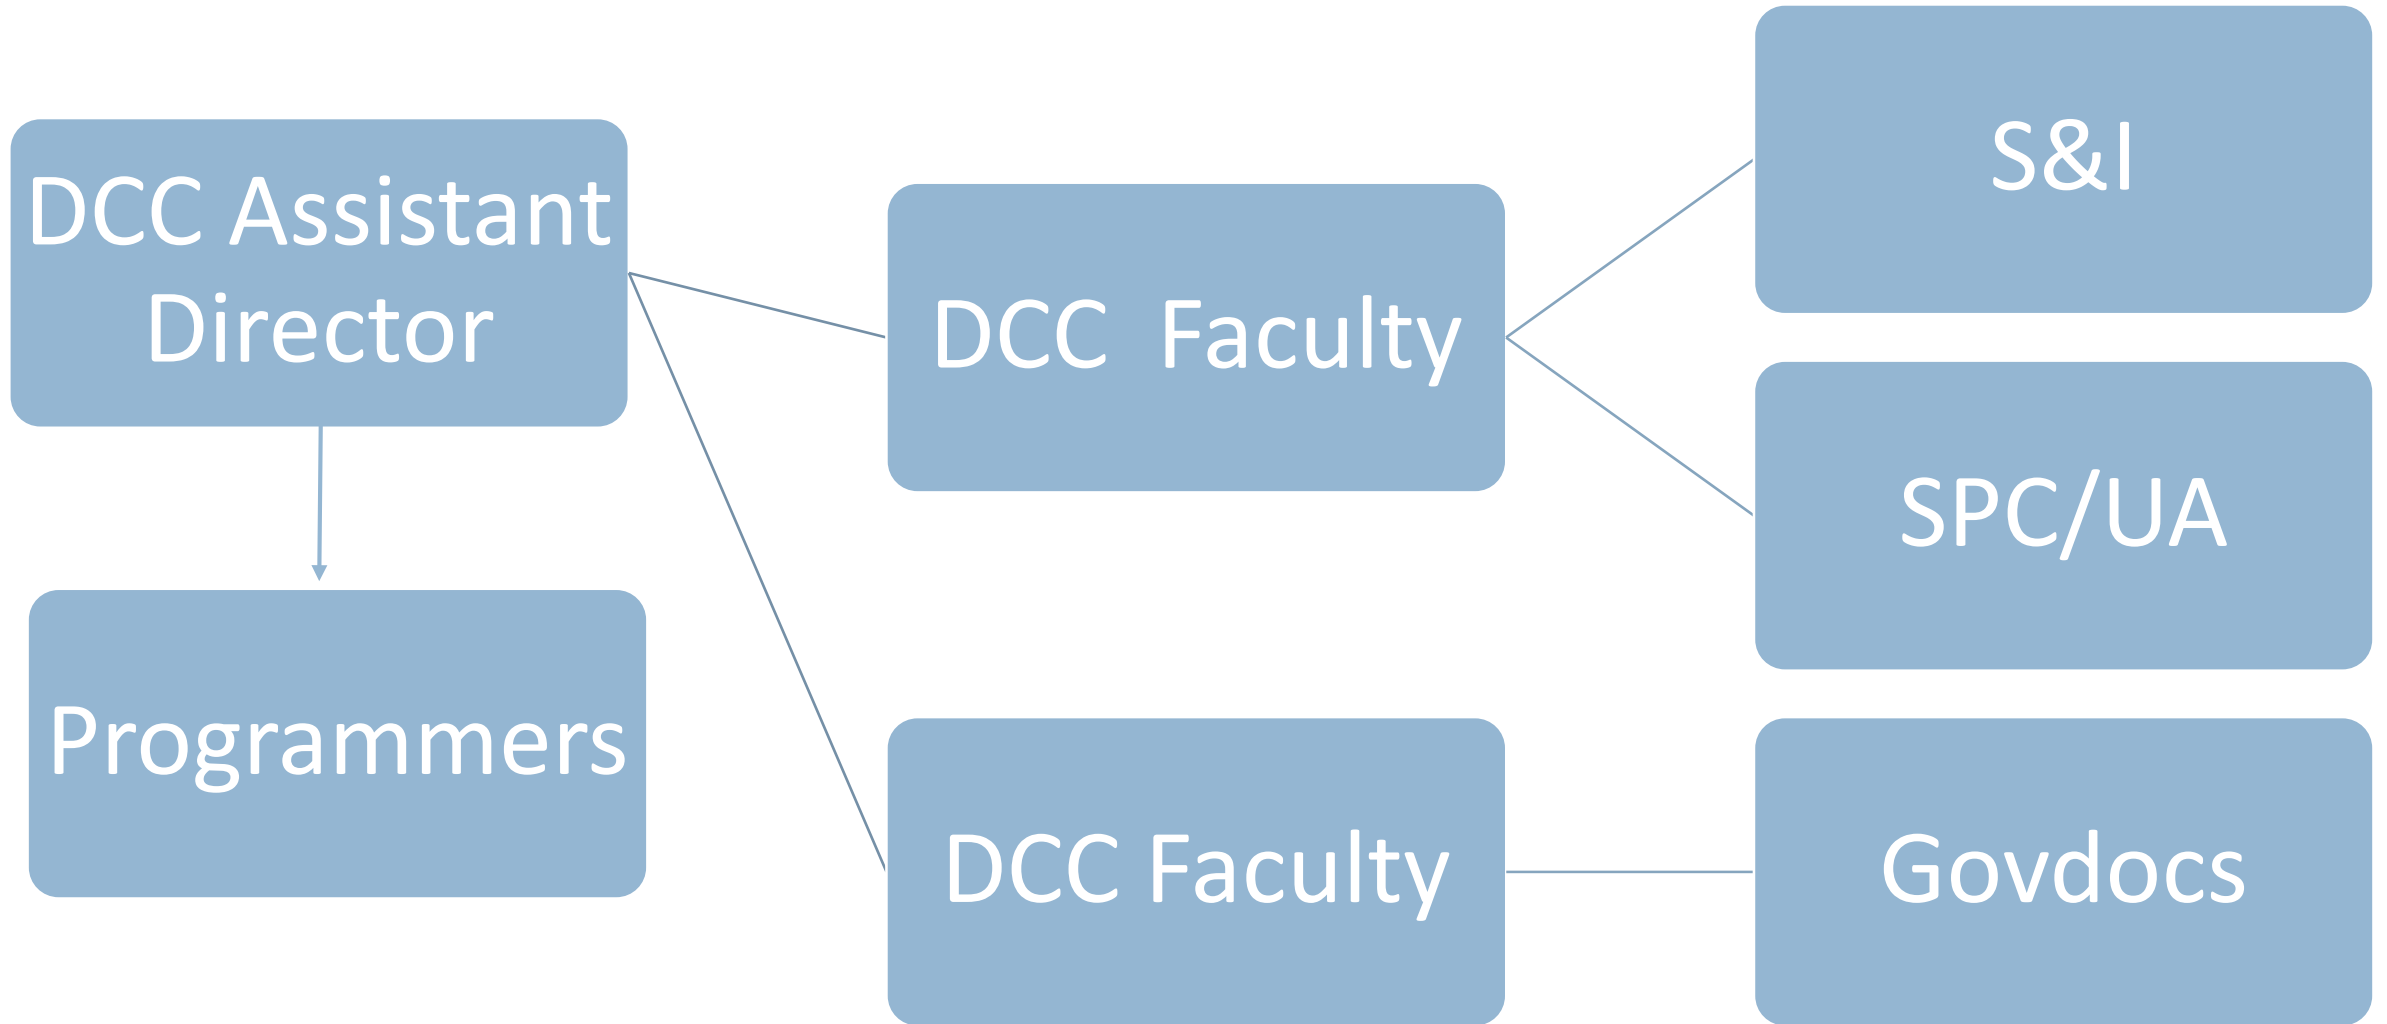 DCC Assistant
Director
Programmers
DCC  Faculty
DCC Faculty
S&I
SPC/UA
Govdocs